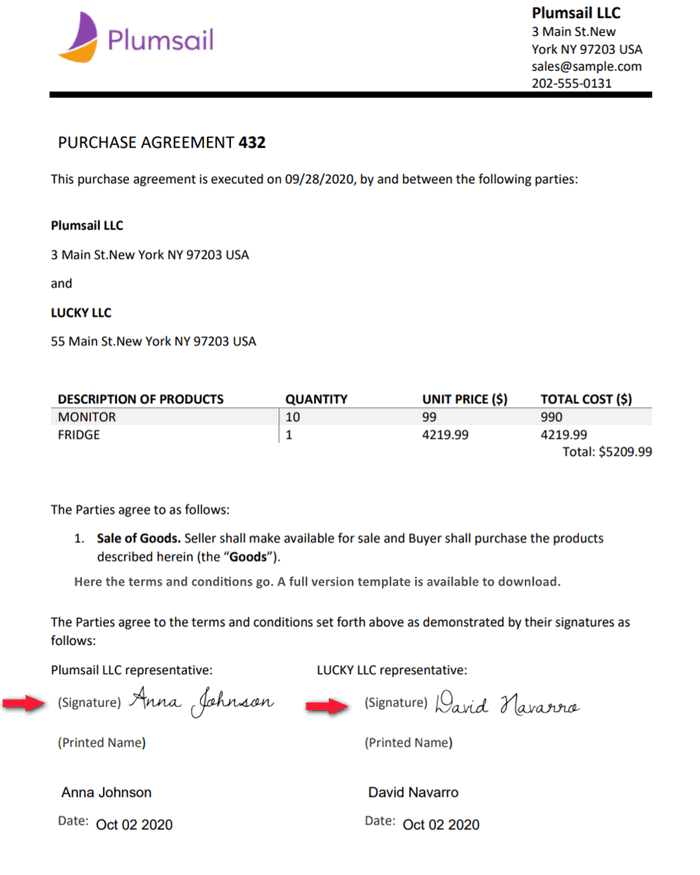 Plumsail
Plumsail LLC
3 Main St.New
York NY 97203 USA
sales@sample.com
202-555-0131
PURCHASE AGREEMENT 432
This purchase agreement is executed on 09/28/2020, by and between the following parties:
Plumsail LLC
3 Main St.New York NY 97203 USA
and
LUCKY LLC
55 Main St.New York NY 97203 USA
DESCRIPTION OF PRODUCTS QUANTITY UNIT PRICE ($) TOTAL COST ($)
MONITOR 10 99 990
FRIDGE 1 4219.99 4219.99
Total: $5209.99
The Parties agree to as follows:
1. Sale of Goods. Seller shall make available for sale and Buyer shall purchase the products
described herein (the “Goods”).
Here the terms and conditions go. A full version template is available to download.
The Parties agree to the terms and conditions set forth above as demonstrated by their signatures as
follows:
Plumsail LLC representative: LUCKY LLC representative:
(Signature) Anna Johnson (Signature) David Navarro
(Printed Name) (Printed Name)
Anna Johnson David Navarro
Date: Oct 02 2020 Date: Oct 02 2020